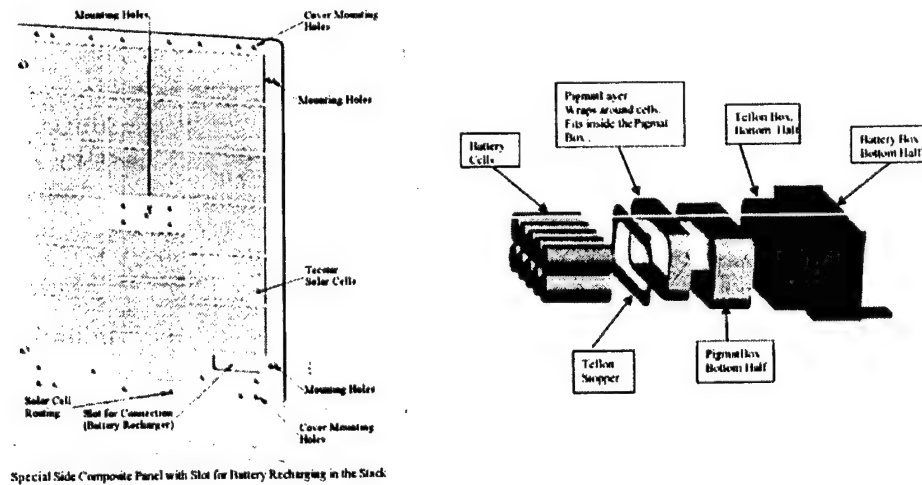 Mounting Holes
Cover Mounting
Holes
Mounting Holes
Tecstar
Solar Cells
Mounting Holes
Solar Cell
Routing
Slot for Connection
(Battery Recharger)
Cover Mounting
Holes
Special Side Composite Panel with Slot for Battery Recharging in the Stack
Pigmat Layer
Wraps around cells.
Fits inside the Pigmat
Box.
Teflon Box,
Bottom Half
Battery Box
Bottom Half
Battery
Cells
Teflon
Stopper
Pigmat Box
Bottom Half